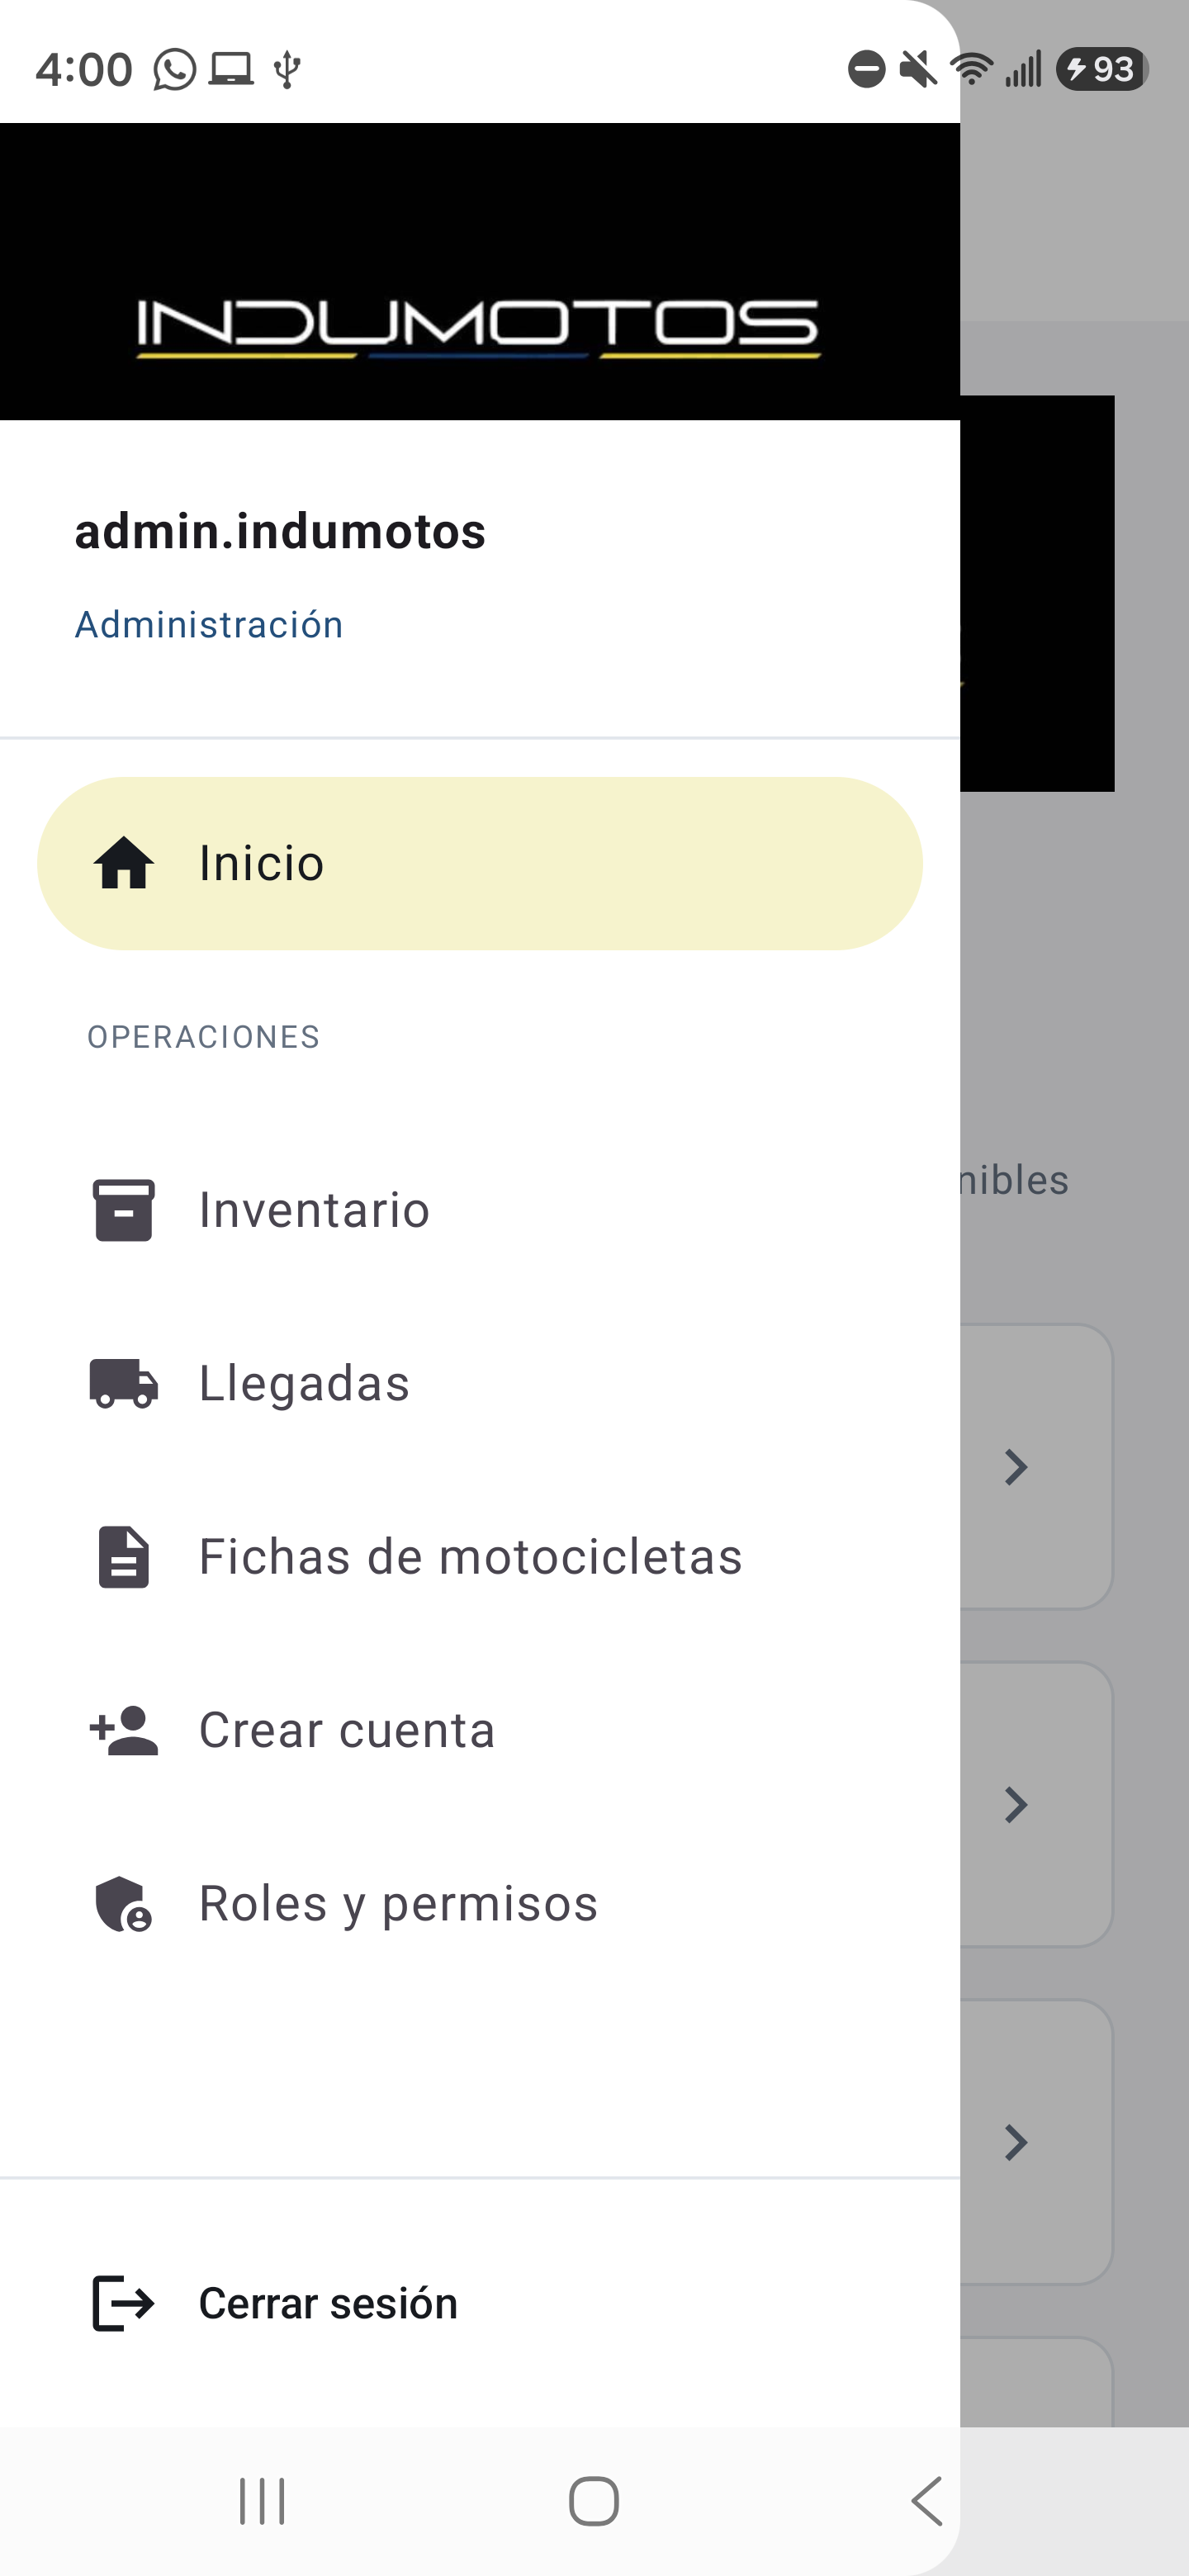 4:00
93
INDUMOTOS
admin.indumotos
Administración
Inicio
OPERACIONES
Inventario
nibles
Llegadas
Fichas de motocicletas
Crear cuenta
Roles y permisos
Cerrar sesión